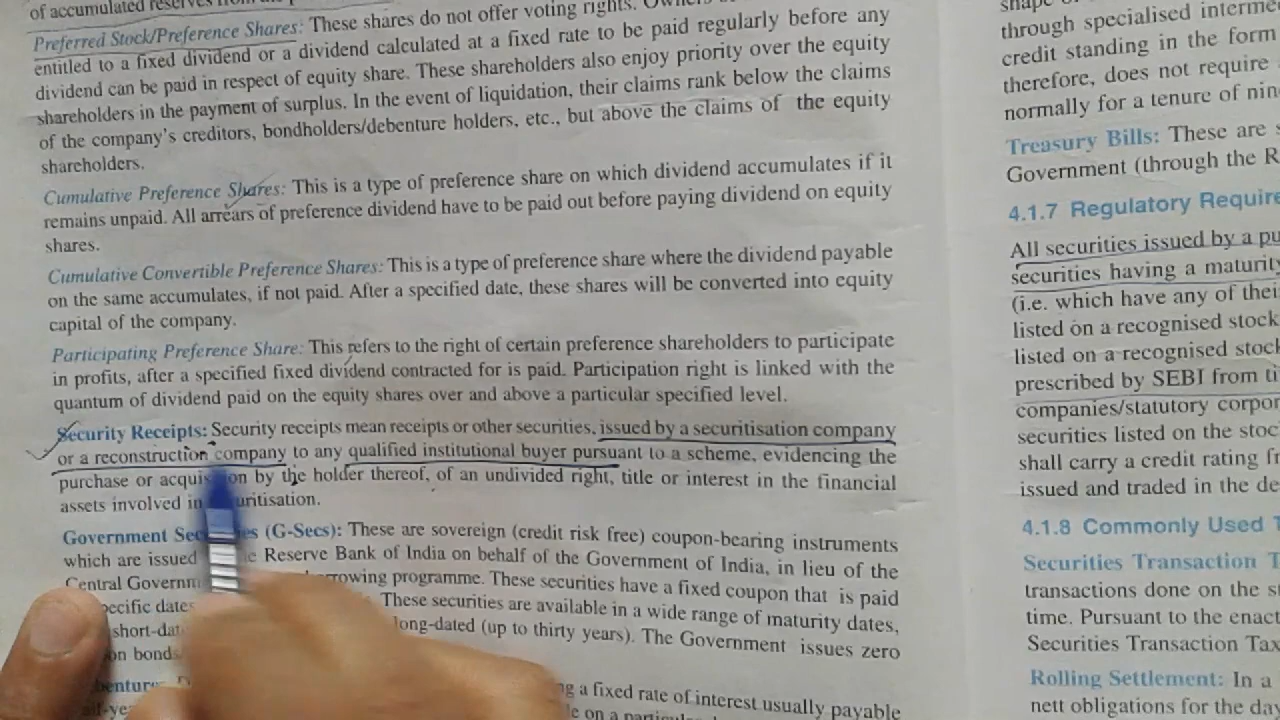 of accumulated reserves from the
Preferred Stock/Preference Shares: These shares do not offer voting rights. Owners
entitled to a fixed dividend or a dividend calculated at a fixed rate to be paid regularly before any
dividend can be paid in respect of equity share. These shareholders also enjoy priority over the equity
shareholders in the payment of surplus. In the event of liquidation, their claims rank below the claims
of the company's creditors, bondholders/debenture holders, etc., but above the claims of the equity
shareholders.
Cumulative Preference Shares: This is a type of preference share on which dividend accumulates if it
remains unpaid. All arrears of preference dividend have to be paid out before paying dividend on equity
shares.
Cumulative Convertible Preference Shares: This is a type of preference share where the dividend payable
on the same accumulates, if not paid. After a specified date, these shares will be converted into equity
capital of the company.
Participating Preference Share: This refers to the right of certain preference shareholders to participate
in profits, after a specified fixed dividend contracted for is paid. Participation right is linked with the
quantum of dividend paid on the equity shares over and above a particular specified level.
Security Receipts: Security receipts mean receipts or other securities, issued by a securitisation company
or a reconstruction company to any qualified institutional buyer pursuant to a scheme, evidencing the
purchase or by the holder thereof, of an undivided right, title or interest in the financial
assets involved in
Government (G-Secs): These are sovereign (credit risk free) coupon-bearing instruments
which are issued Reserve Bank of India on behalf of the Government of India, in lieu of the
Central programme. These securities have a fixed coupon that is paid
These securities are available in a wide range of maturity dates,
long-dated (up to thirty years). The Government issues zero
bonds
a fixed rate of interest usually payable
on a
through specialised
credit standing in the form
therefore, does not require
normally for a tenure of
Treasury Bills: These are
Government (through the
4.1.7 Regulatory
All securities issued by a
securities having a maturity
(i.e. which have any of
listed on a recognised stock
listed on a recognised
prescribed by SEBI from
companies/statutory
securities listed on the
shall carry a credit rating
issued and traded in the
4.1.8 Commonly Used
Securities Transaction
transactions done on the
time. Pursuant to the
Securities Transaction Tax
Rolling Settlement: In a
nett obligations for the